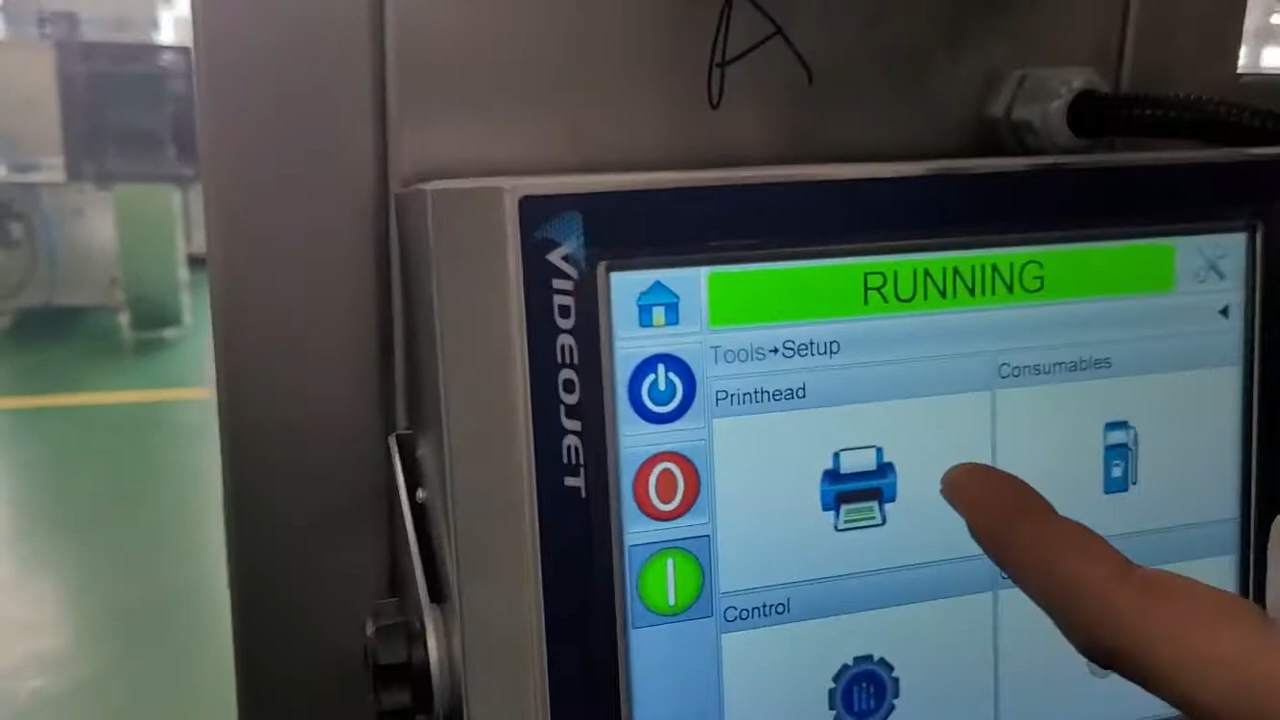 A
VIDEOJET
RUNNING
Tools→Setup
Printhead
Consumables
Control